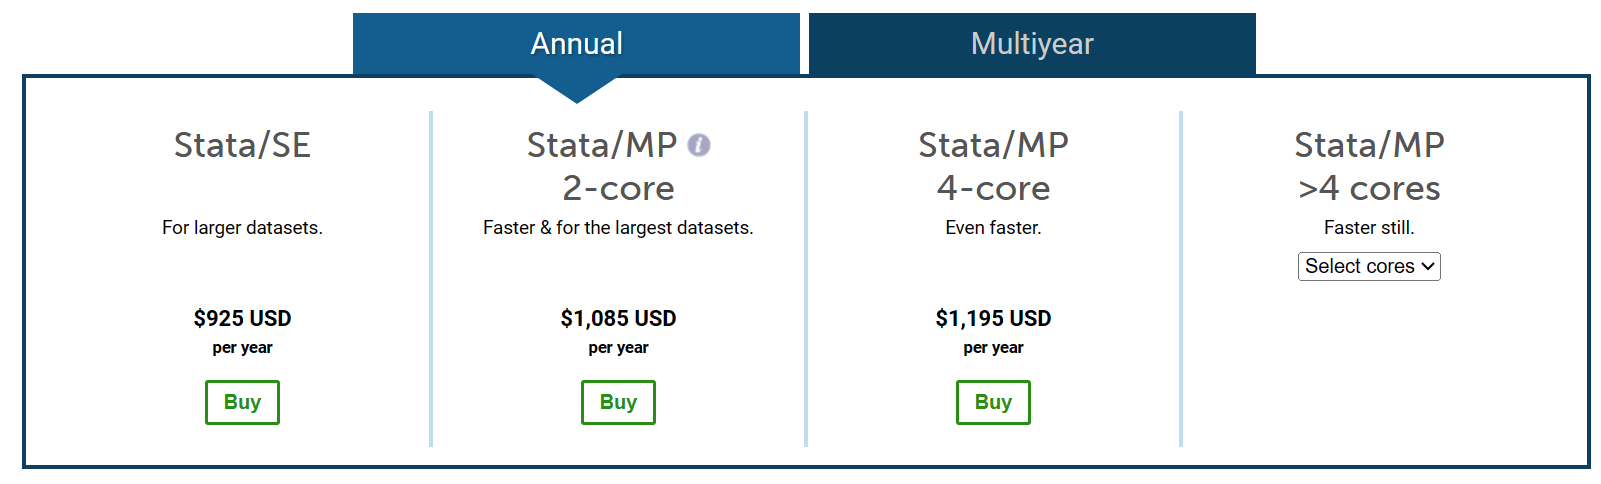 Annual
Multiyear
Stata/SE
For larger datasets.
$925 USD
per year
Buy
Stata/MP i
2-core
Faster & for the largest datasets.
$1,085 USD
per year
Buy
Stata/MP
4-core
Even faster.
$1,195 USD
per year
Buy
Stata/MP
>4 cores
Faster still.
Select cores